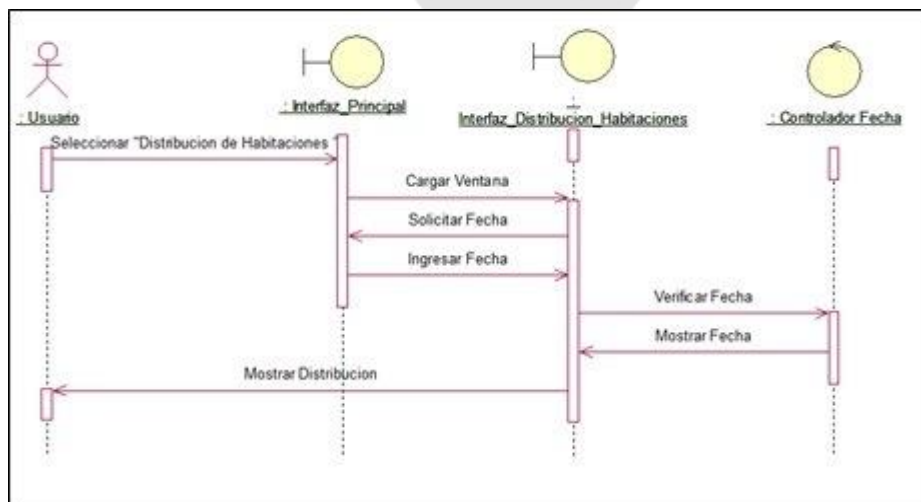 : Usuario
: Interfaz_Principal
Interfaz_Distribucion_Habitaciones
: Controlador Fecha
Seleccionar "Distribucion de Habitaciones "
Cargar Ventana
Solicitar Fecha
Ingresar Fecha
Verificar Fecha
Mostrar Fecha
Mostrar Distribucion